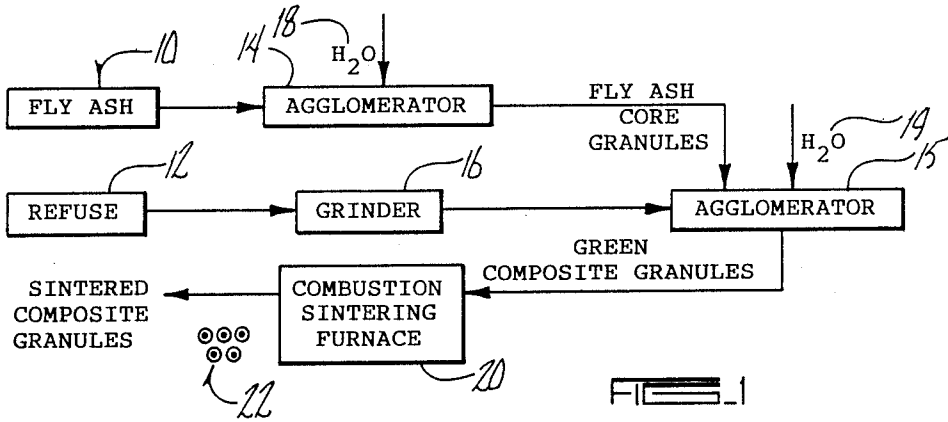 10
18
14
H2O
FLY ASH
AGGLOMERATOR
FLY ASH
CORE
GRANULES
H2O
19
15
12
16
REFUSE
GRINDER
AGGLOMERATOR
GREEN
COMPOSITE GRANULES
SINTERED
COMPOSITE
GRANULES
COMBUSTION
SINTERING
FURNACE
22
20
FIG_1